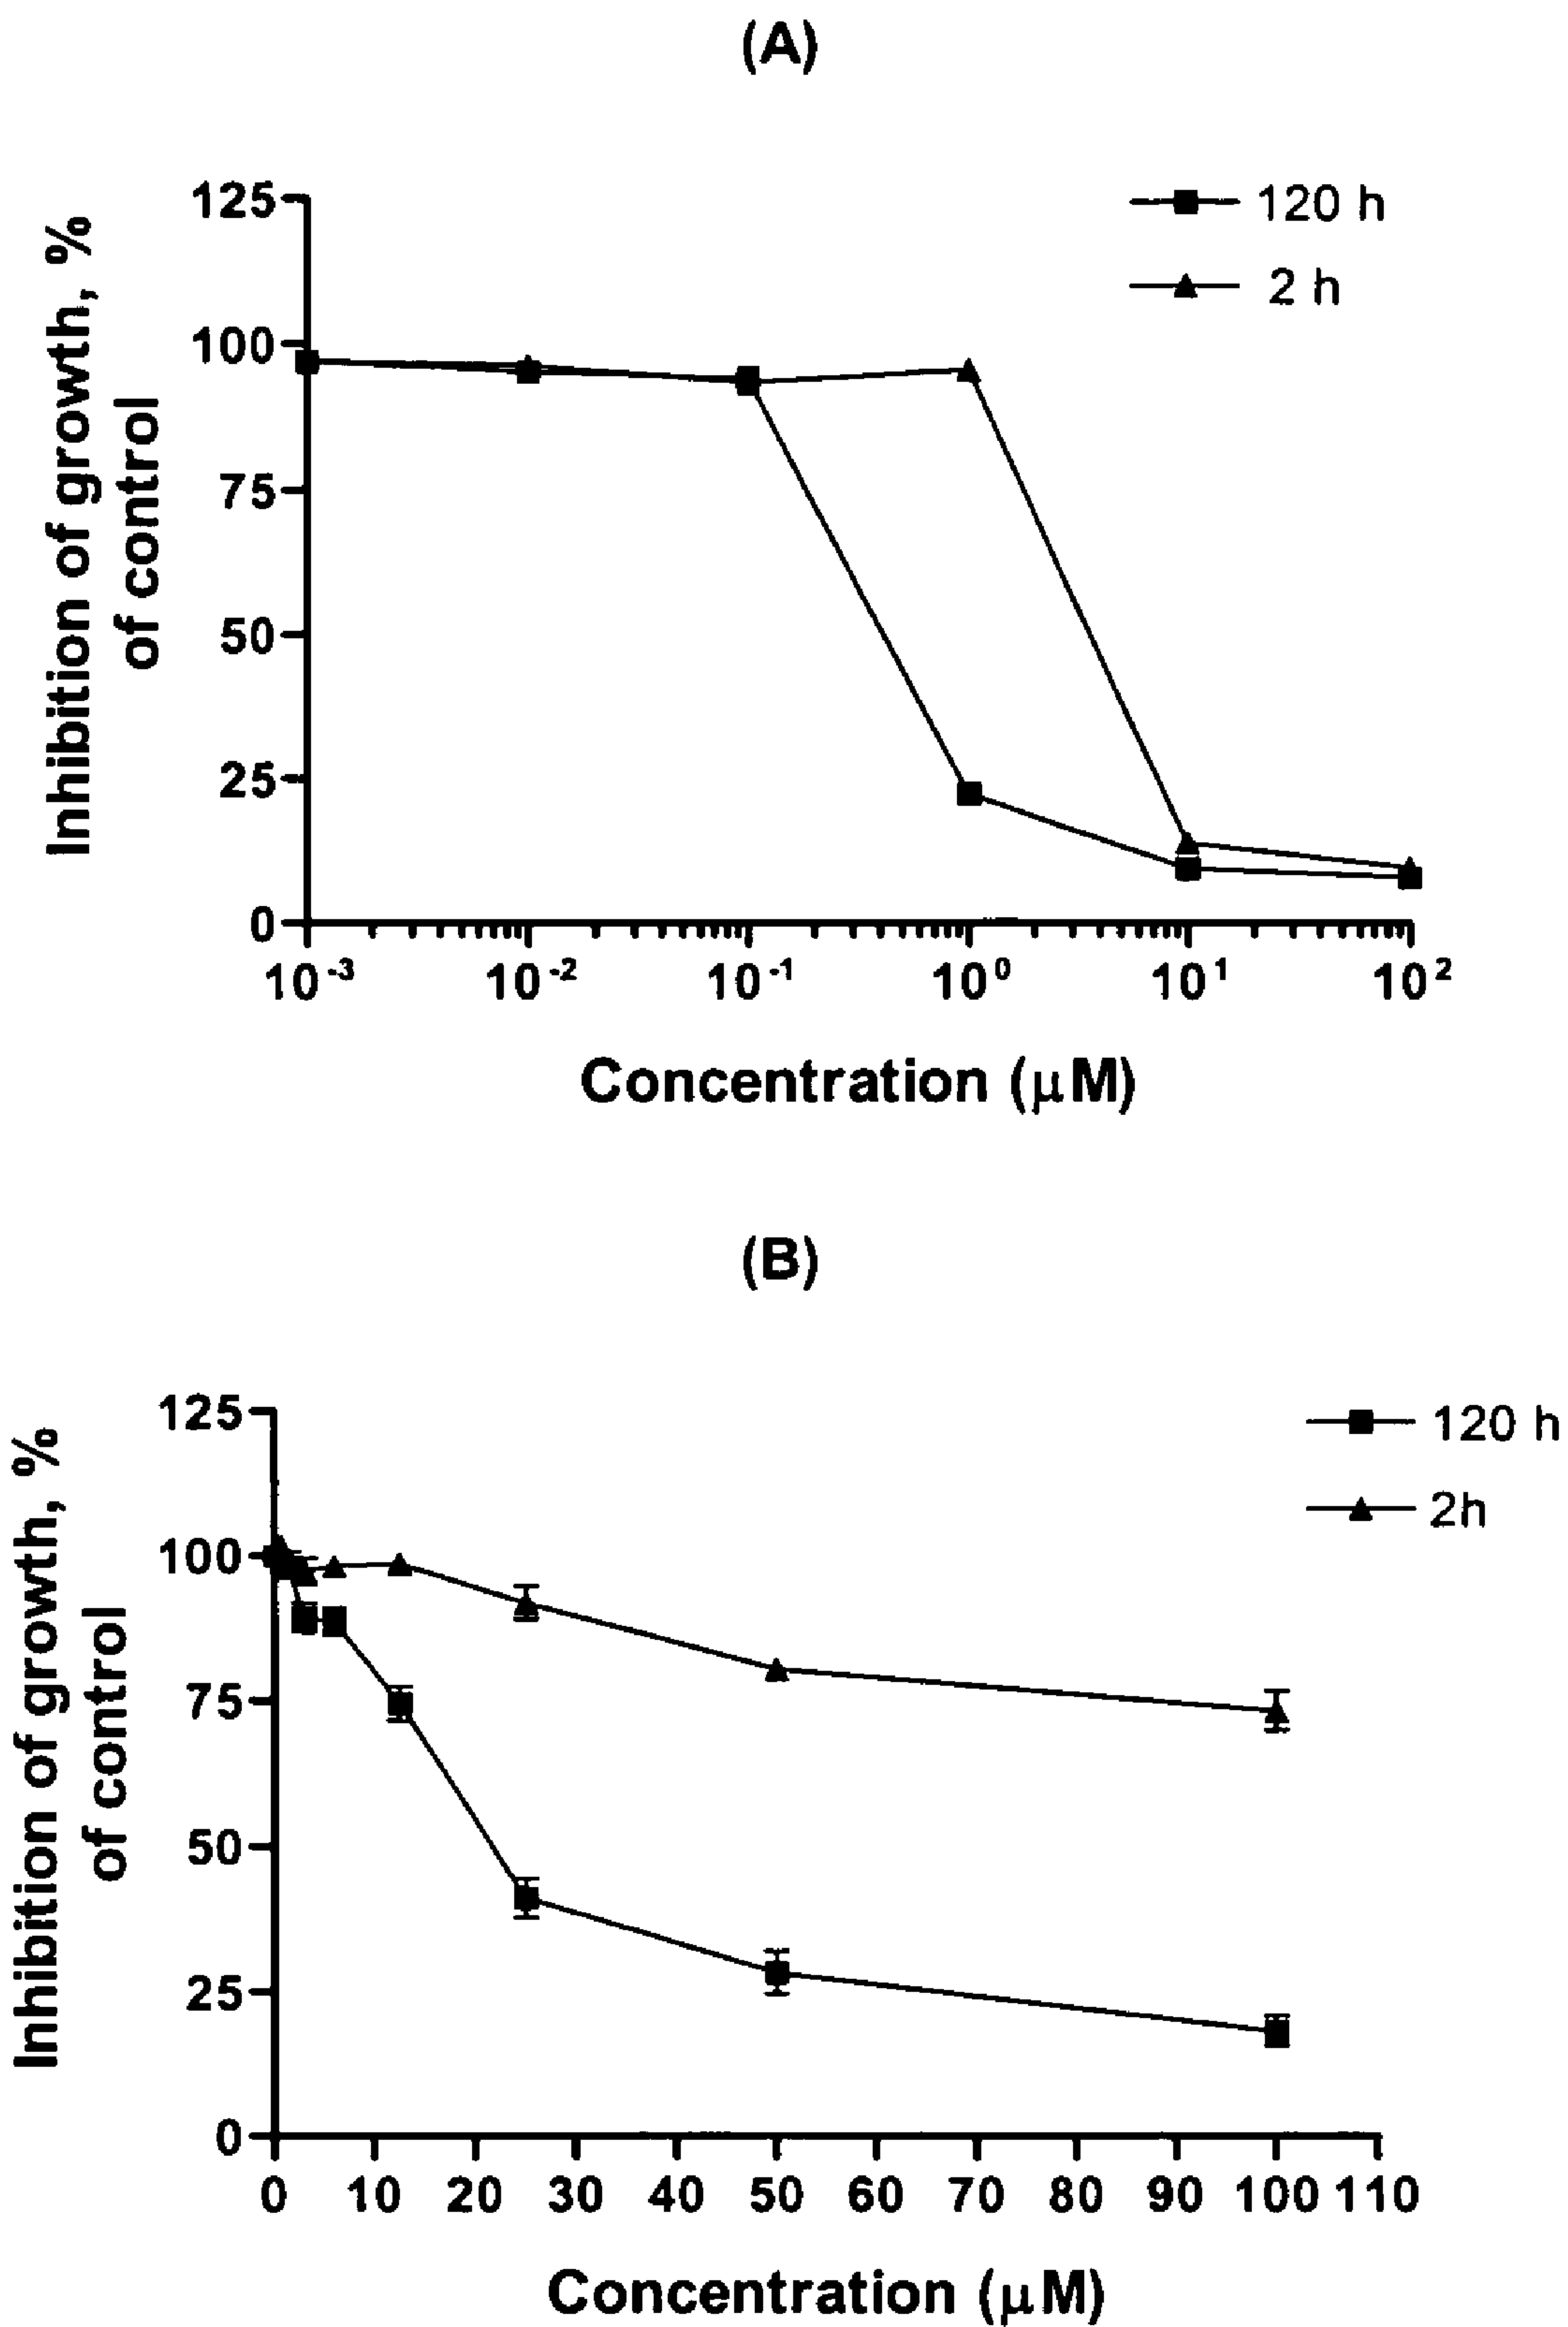 (A)
Inhibition of growth, %
of control
125
100
75
50
25
0
10-3
10-2
10-1
100
101
102
Concentration (μM)
120 h
2 h
(B)
Inhibition of growth, %
of control
125
100
75
50
25
0
0 10 20 30 40 50 60 70 80 90 100 110
Concentration (μM)
120 h
2h